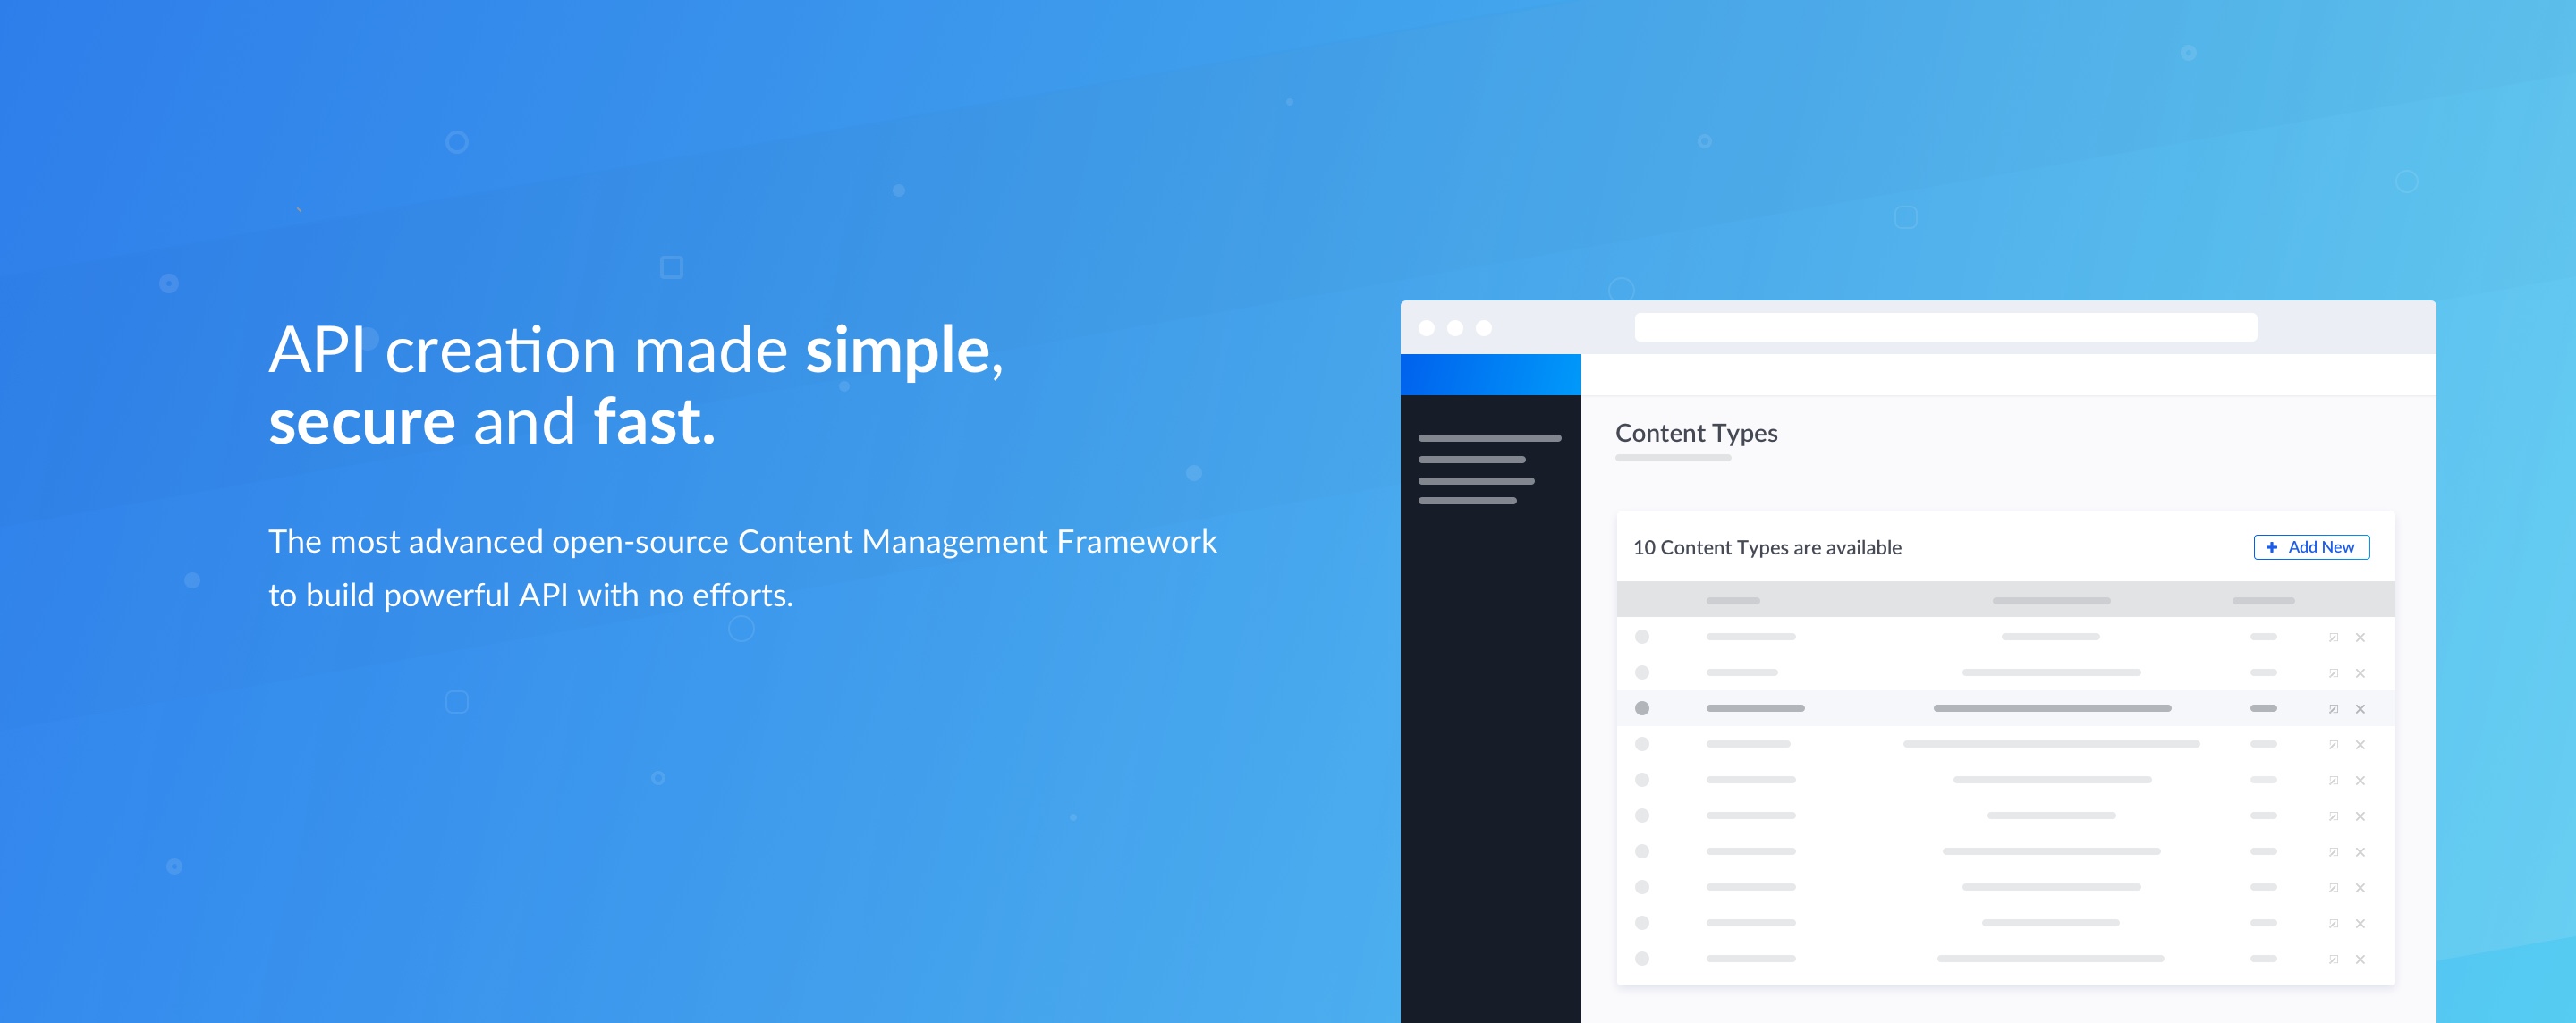 API creation made simple,
secure and fast.
The most advanced open-source Content Management Framework
to build powerful API with no efforts.
Content Types
10 Content Types are available
Add New